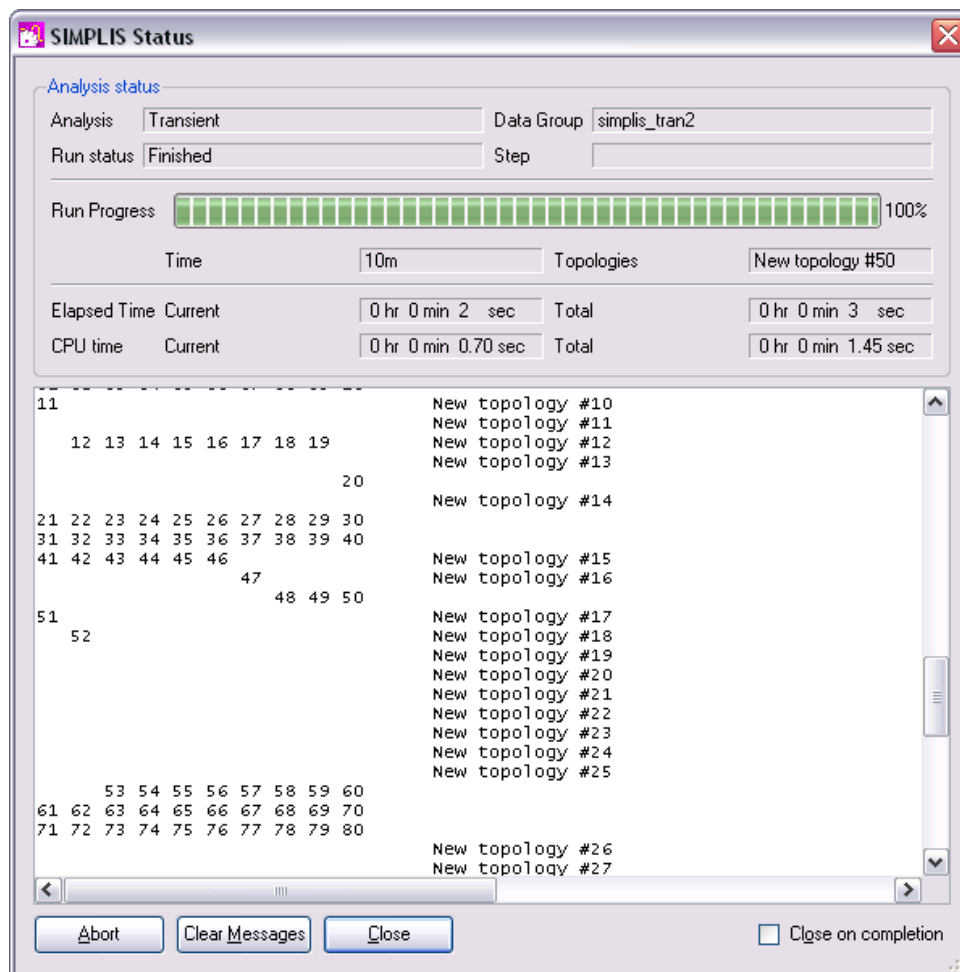 SIMPLIS Status
Analysis status
Analysis Transient Data Group simplis_tran2
Run status Finished Step
Run Progress 100%
Time 10m Topologies New topology #50
Elapsed Time Current 0 hr 0 min 2 sec Total 0 hr 0 min 3 sec
CPU time Current 0 hr 0 min 0.70 sec Total 0 hr 0 min 1.45 sec
11 New topology #10
New topology #11
12 13 14 15 16 17 18 19 New topology #12
New topology #13
20
New topology #14
21 22 23 24 25 26 27 28 29 30
31 32 33 34 35 36 37 38 39 40
41 42 43 44 45 46 New topology #15
47 New topology #16
48 49 50
51 New topology #17
52 New topology #18
New topology #19
New topology #20
New topology #21
New topology #22
New topology #23
New topology #24
New topology #25
53 54 55 56 57 58 59 60
61 62 63 64 65 66 67 68 69 70
71 72 73 74 75 76 77 78 79 80
New topology #26
New topology #27
Abort Clear Messages Close Close on completion